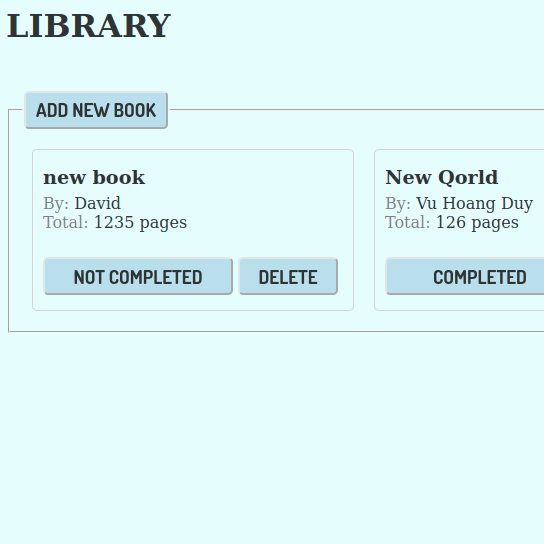 LIBRARY
ADD NEW BOOK
new book
By: David
Total: 1235 pages
NOT COMPLETED
DELETE
New Qorld
By: Vu Hoang Duy
Total: 126 pages
COMPLETED